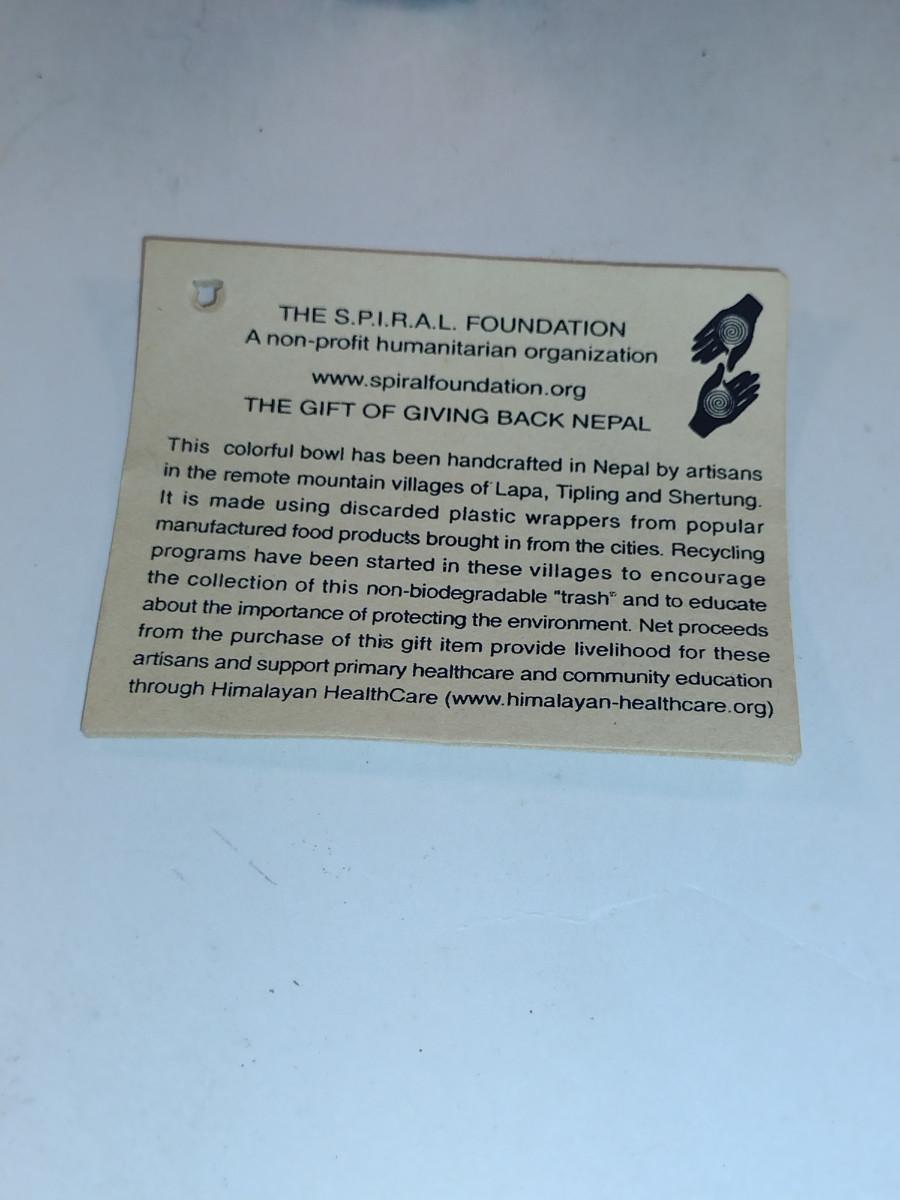 THE S.P.I.R.A.L. FOUNDATION
A non-profit humanitarian organization
www.spiralfoundation.org
THE GIFT OF GIVING BACK NEPAL
This colorful bowl has been handcrafted in Nepal by artisans
in the remote mountain villages of Lapa, Tipling and Shertung.
It is made using discarded plastic wrappers from popular
manufactured food products brought in from the cities. Recycling
programs have been started in these villages to encourage
the collection of this non-biodegradable "trash" and to educate
about the importance of protecting the environment. Net proceeds
from the purchase of this gift item provide livelihood for these
artisans and support primary healthcare and community education
through Himalayan HealthCare (www.himalayan-healthcare.org)